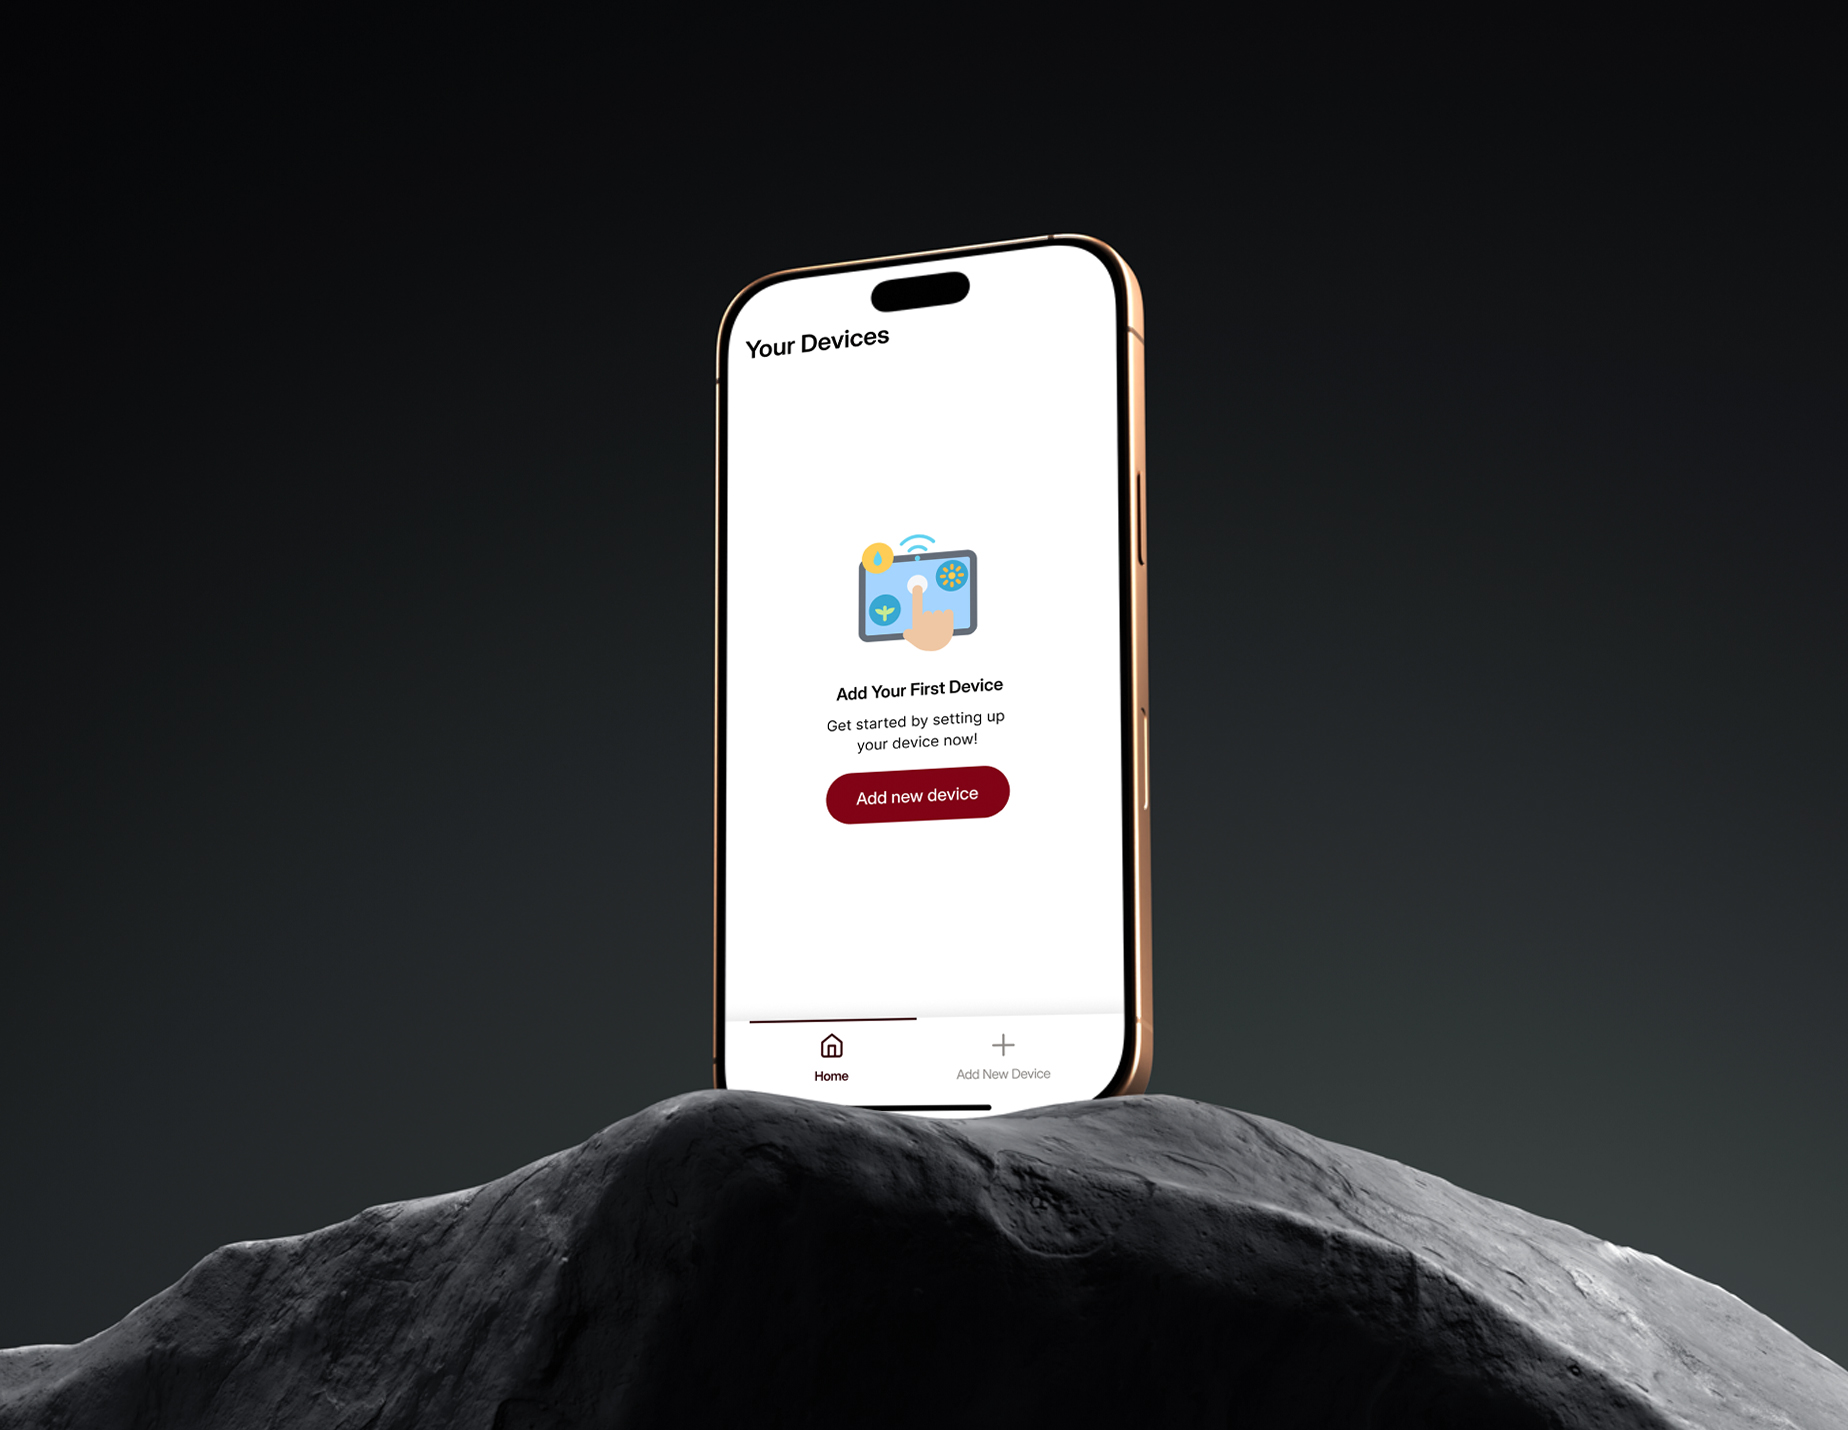 Your Devices
Add Your First Device
Get started by setting up
your device now!
Add new device
Home
Add New Device